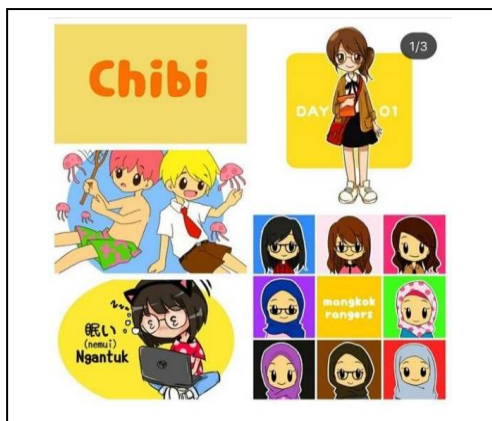 Chibi
1/3
DAY 01
眠い
(nemui)
Ngantuk
mangkok
rangers